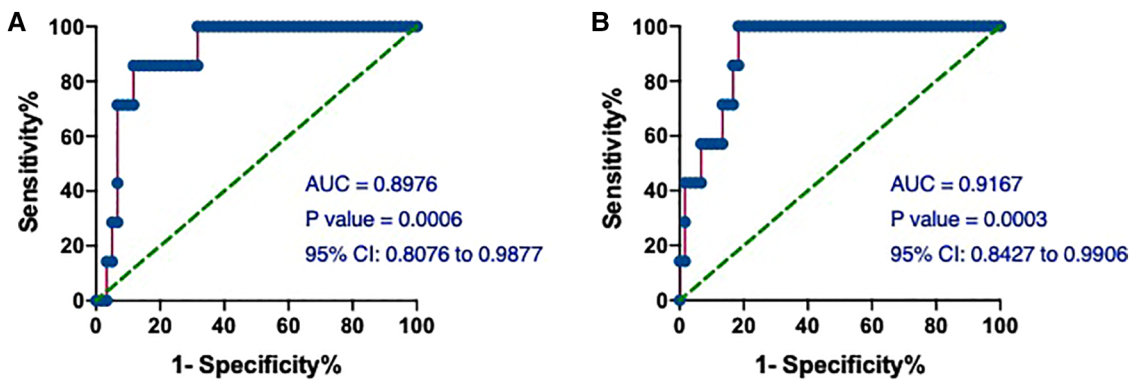 A
Sensitivity%
100
80
60
40
20
0
AUC = 0.8976
P value = 0.0006
95% CI: 0.8076 to 0.9877
0 20 40 60 80 100
1- Specificity%
B
Sensitivity%
100
80
60
40
20
0
AUC = 0.9167
P value = 0.0003
95% CI: 0.8427 to 0.9906
0 20 40 60 80 100
1- Specificity%